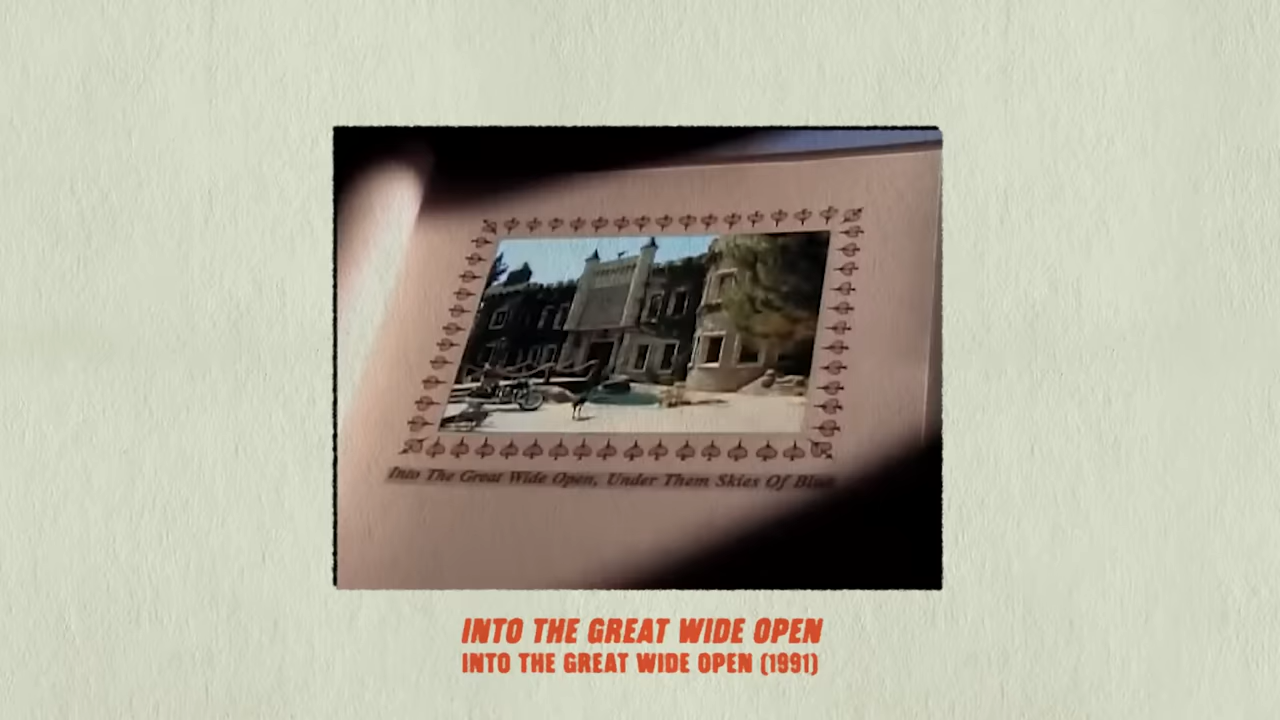 Into The Great Wide Open, Under Them Skies Of Blue
INTO THE GREAT WIDE OPEN
INTO THE GREAT WIDE OPEN (1991)